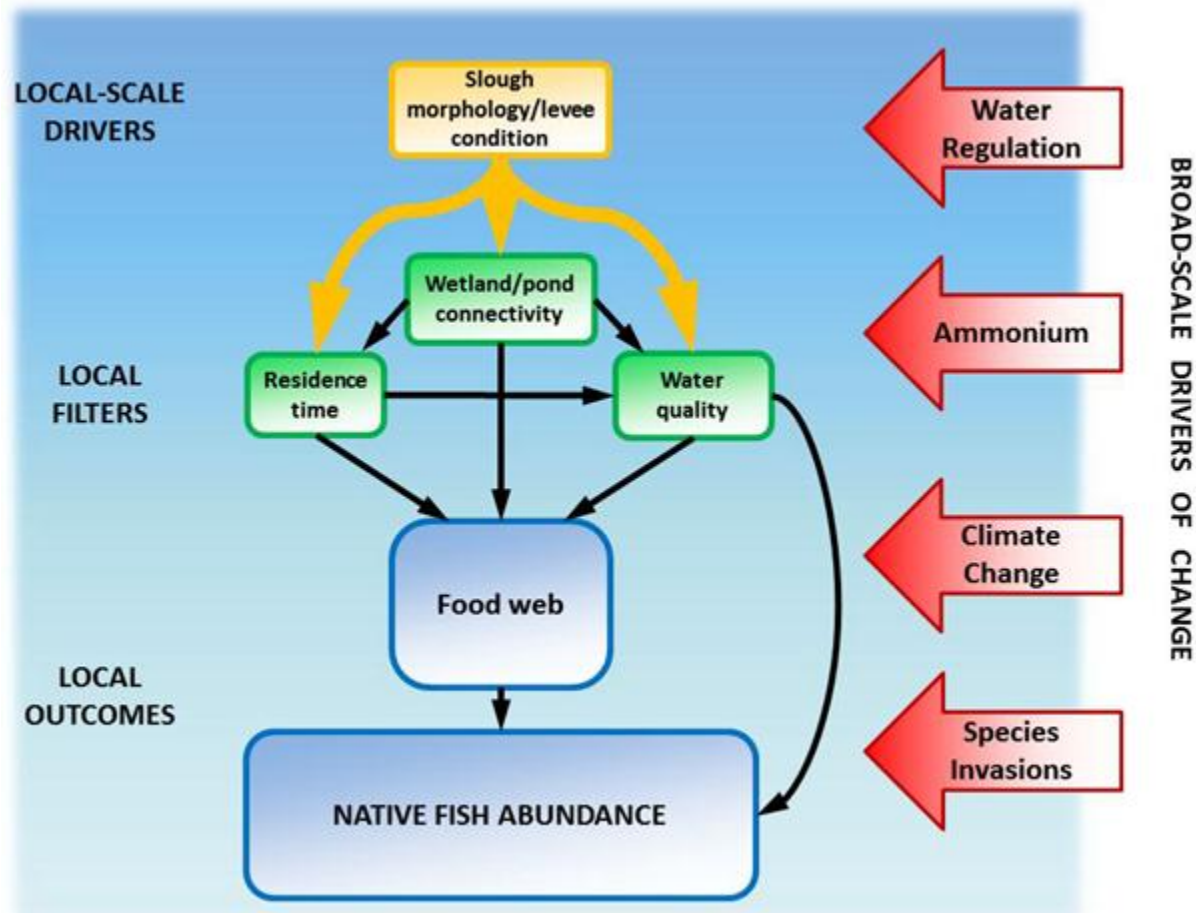 LOCAL-SCALE
DRIVERS
Slough
morphology/levee
condition
Water
Regulation
Wetland/pond
connectivity
Ammonium
LOCAL
FILTERS
Residence
time
Water
quality
Climate
Change
Food web
LOCAL
OUTCOMES
Species
Invasions
NATIVE FISH ABUNDANCE
BROAD-SCALE DRIVERS OF CHANGE